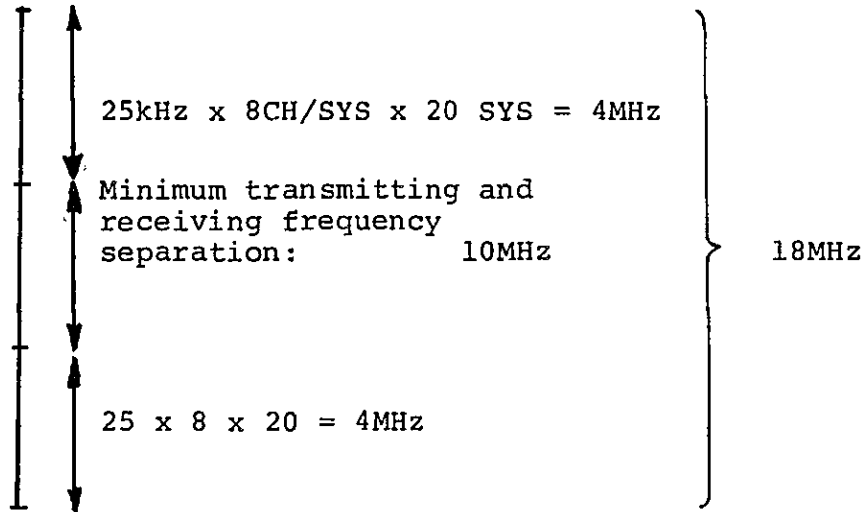 25kHz x 8CH/SYS x 20 SYS = 4MHz
Minimum transmitting and
receiving frequency
separation: 10MHz
18MHz
25 x 8 x 20 = 4MHz